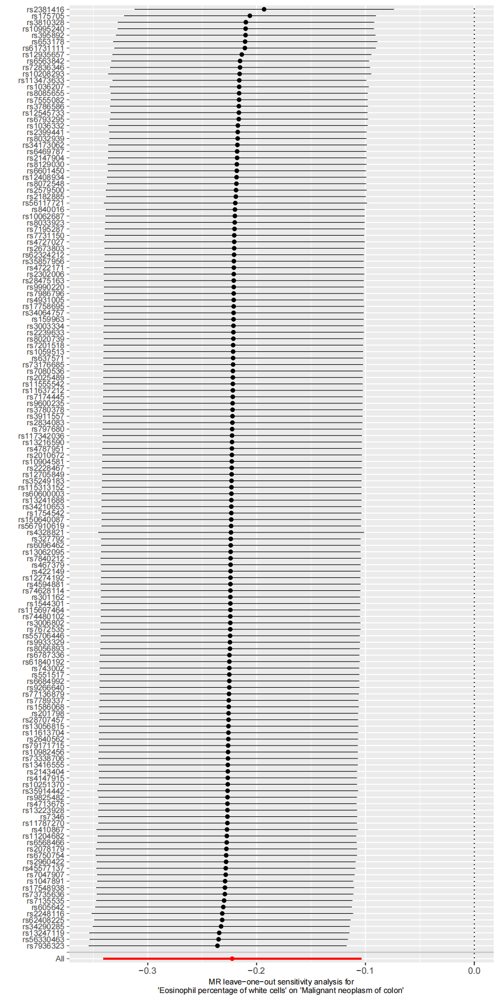 rs2381416
rs175705
rs3810328
rs10995240
rs395892
rs653178
rs61731111
rs12935657
rs6563842
rs72836346
rs10208293
rs113473633
rs1036207
rs8085655
rs7555082
rs3786586
rs12545733
rs6793295
rs1036332
rs2399441
rs8032939
rs34173062
rs6469787
rs2147904
rs8129030
rs6601450
rs12408934
rs8072548
rs2579500
rs2182885
rs56117721
rs840016
rs10062687
rs8033923
rs7195287
rs7731150
rs4727027
rs2673803
rs62324212
rs35857956
rs4722171
rs2302006
rs28475163
rs9990220
rs7986796
rs4931005
rs17758695
rs34064757
rs159963
rs3003334
rs2239633
rs8020739
rs7201518
rs1059513
rs637571
rs73176685
rs7080536
rs2025489
rs11555542
rs11637212
rs7174445
rs9600235
rs3780378
rs3911557
rs2834083
rs797680
rs117342036
rs13216590
rs4787951
rs2010672
rs10904581
rs2228467
rs12705849
rs35249183
rs115313152
rs60600003
rs13241688
rs34210653
rs1754542
rs150640087
rs567910619
rs4328821
rs327792
rs6096462
rs13062095
rs7840212
rs467379
rs422149
rs12274192
rs4594881
rs74628114
rs301162
rs1544301
rs115697464
rs74480102
rs3006802
rs7672535
rs55706446
rs9933329
rs8056893
rs6787336
rs61840192
rs743002
rs551517
rs6684992
rs9266640
rs77136879
rs7789337
rs1586068
rs201798
rs28707457
rs13056815
rs11613704
rs2640562
rs79171715
rs10982456
rs73338706
rs13416555
rs2143404
rs4147915
rs10251370
rs35914442
rs9825482
rs4713675
rs13223928
rs7346
rs11787270
rs410867
rs11204682
rs6568466
rs2078179
rs6750754
rs2960422
rs45577137
rs7047907
rs1047891
rs17548938
rs73735636
rs7135535
rs605642
rs2248116
rs62408225
rs34290285
rs13247119
rs56330463
rs7936323
All
−0.3 −0.2 −0.1 0.0
MR leave−one−out sensitivity analysis for
'Eosinophil percentage of white cells' on 'Malignant neoplasm of colon'